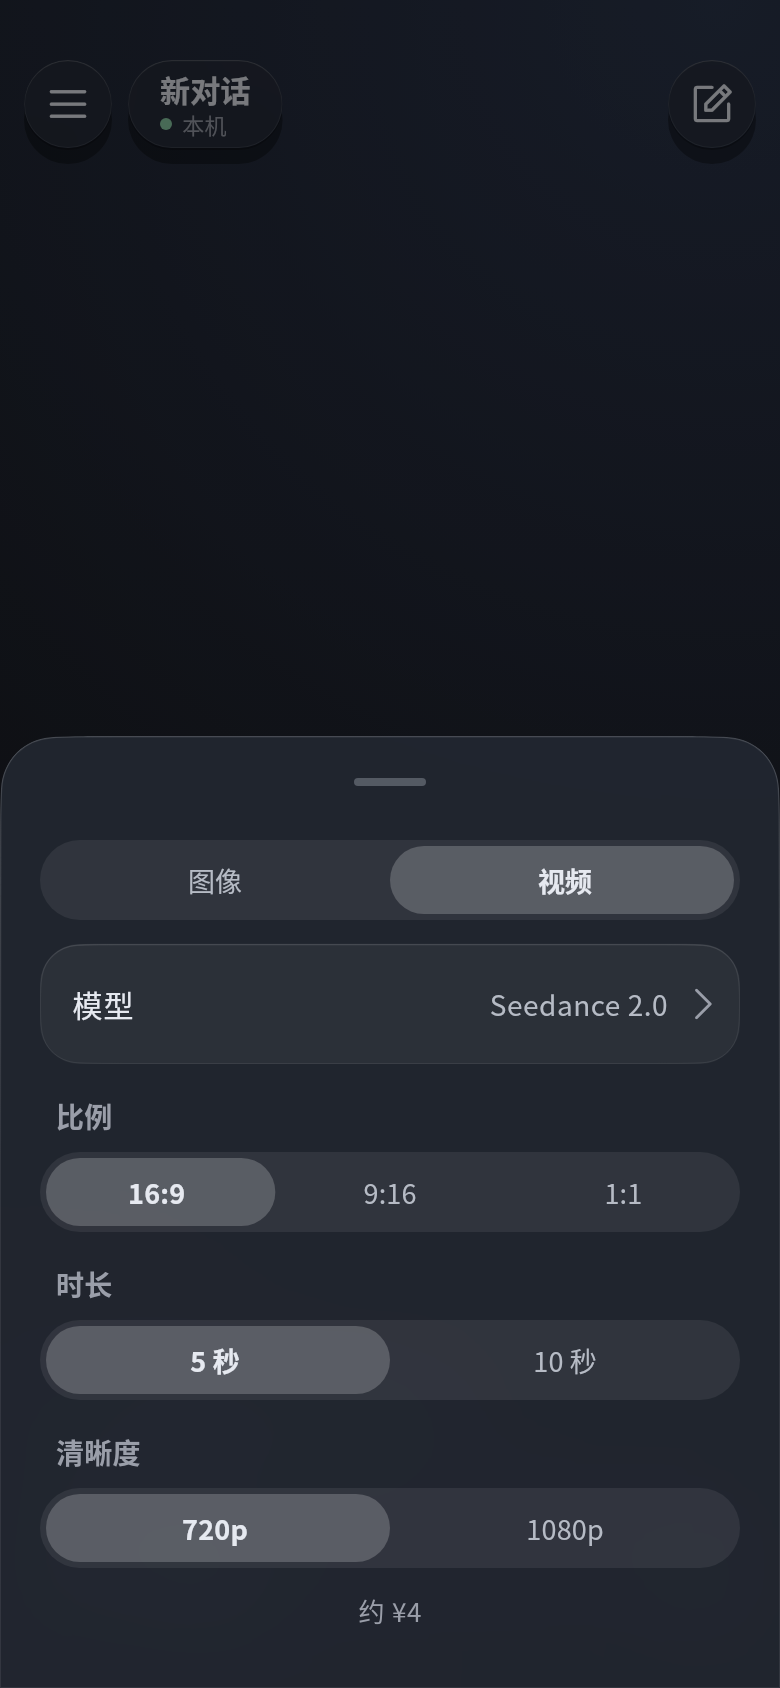 新对话
本机
图像
视频
模型
Seedance 2.0
比例
16:9
9:16
1:1
时长
5 秒
10 秒
清晰度
720p
1080p
约 ¥4